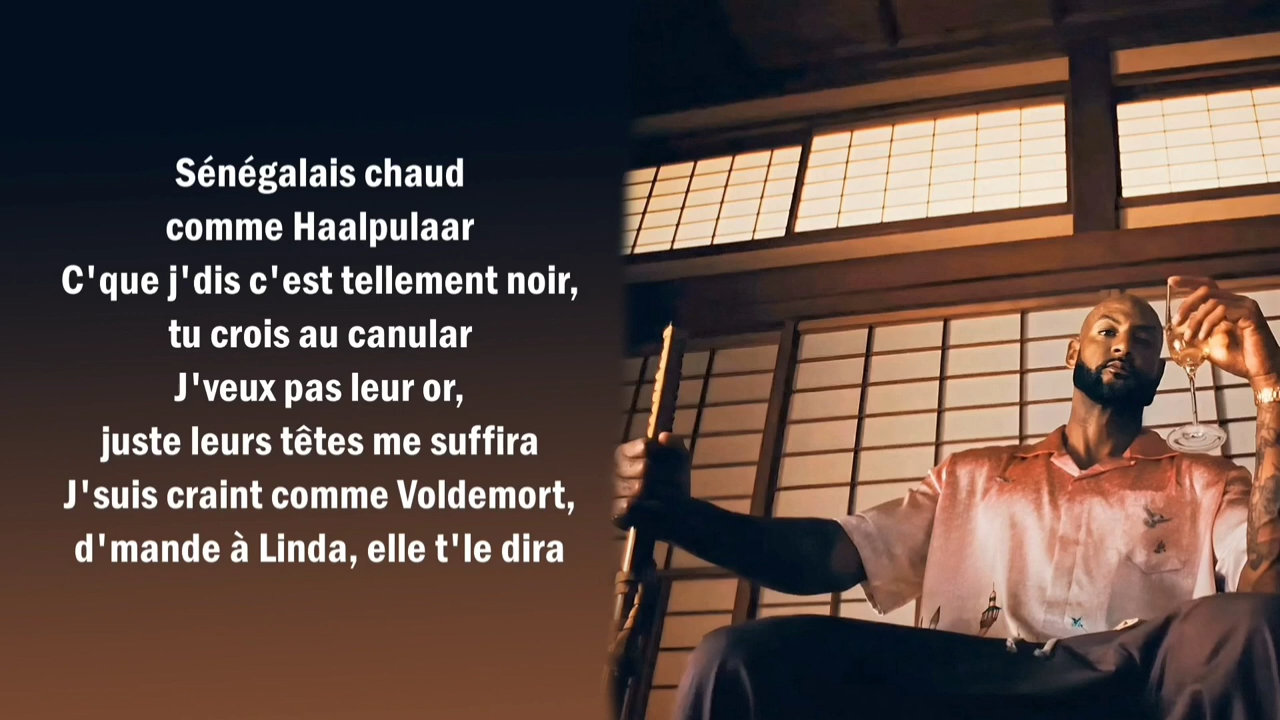 Sénégalais chaud
comme Haalpulaar
C'que j'dis c'est tellement noir,
tu crois au canular
J'veux pas leur or,
juste leurs têtes me suffira
J'suis craint comme Voldemort,
d'mande à Linda, elle t'le dira